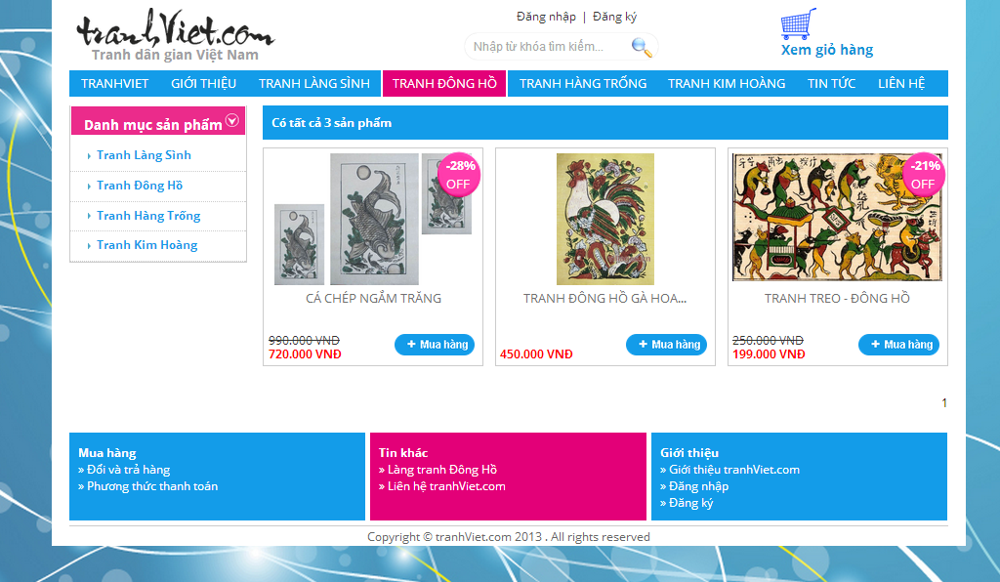 tranhViet.com
Tranh dân gian Việt Nam
Đăng nhập | Đăng ký
Nhập từ khóa tìm kiếm...
Xem giỏ hàng
TRANHVIET GIỚI THIỆU TRANH LÀNG SÌNH TRANH ĐÔNG HỒ TRANH HÀNG TRỐNG TRANH KIM HOÀNG TIN TỨC LIÊN HỆ
Danh mục sản phẩm
Tranh Làng Sình
Tranh Đông Hồ
Tranh Hàng Trống
Tranh Kim Hoàng
Có tất cả 3 sản phẩm
-28%
OFF
CÁ CHÉP NGẮM TRĂNG
990.000 VNĐ
720.000 VNĐ
+ Mua hàng
TRANH ĐÔNG HỒ GÀ HOA...
450.000 VNĐ
+ Mua hàng
-21%
OFF
TRANH TREO - ĐÔNG HỒ
250.000 VNĐ
199.000 VNĐ
+ Mua hàng
1
Mua hàng
» Đổi và trả hàng
» Phương thức thanh toán
Tin khác
» Làng tranh Đông Hồ
» Liên hệ tranhViet.com
Giới thiệu
» Giới thiệu tranhViet.com
» Đăng nhập
» Đăng ký
Copyright © tranhViet.com 2013 . All rights reserved